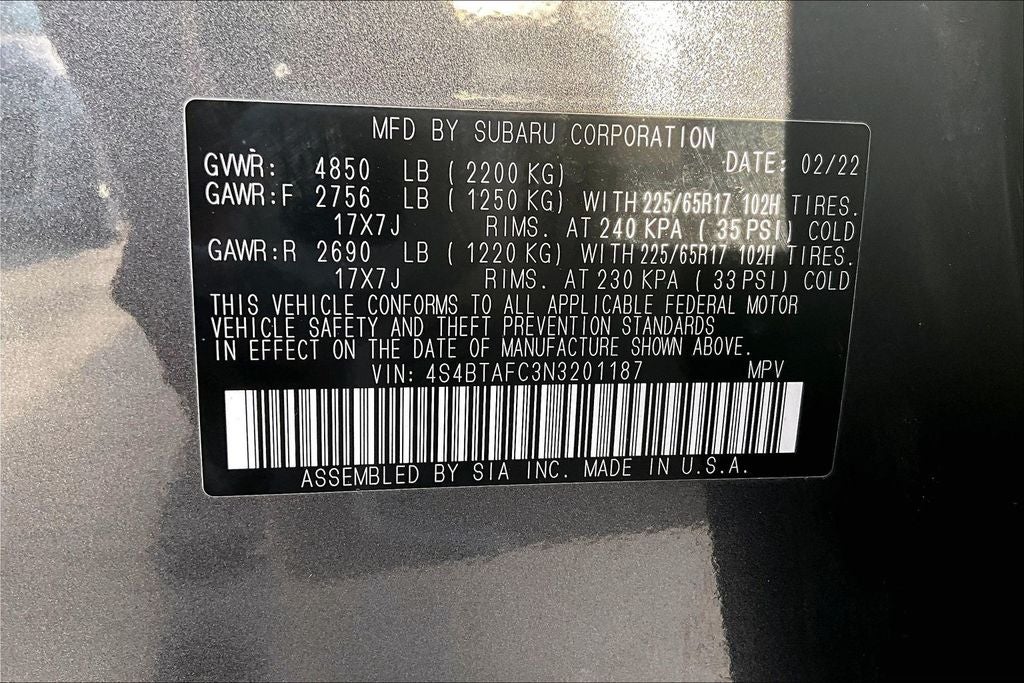 MFD BY SUBARU CORPORATION
GVWR: 4850 LB ( 2200 KG) DATE: 02/22
GAWR:F 2756 LB ( 1250 KG) WITH 225/65R17 102H TIRES.
17X7J RIMS. AT 240 KPA ( 35 PSI) COLD
GAWR:R 2690 LB ( 1220 KG) WITH 225/65R17 102H TIRES.
17X7J RIMS. AT 230 KPA ( 33 PSI) COLD
THIS VEHICLE CONFORMS TO ALL APPLICABLE FEDERAL MOTOR
VEHICLE SAFETY AND THEFT PREVENTION STANDARDS
IN EFFECT ON THE DATE OF MANUFACTURE SHOWN ABOVE.
VIN: 4S4BTAFC3N3201187 MPV
ASSEMBLED BY SIA INC. MADE IN U.S.A.